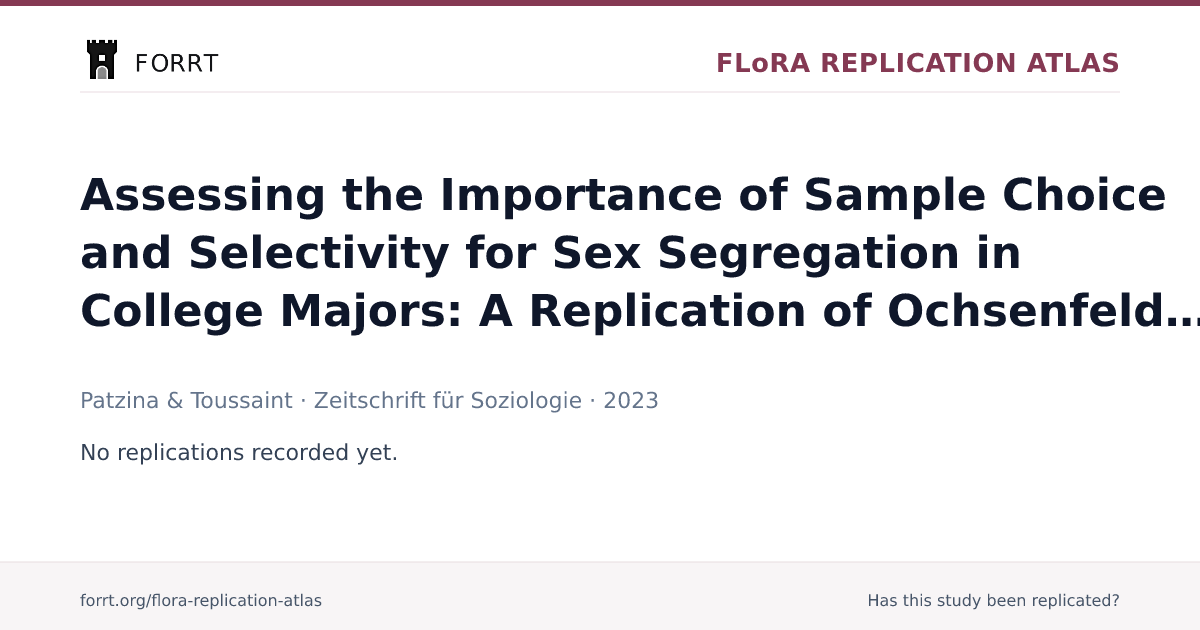 FORRT
FLoRA REPLICATION ATLAS
Assessing the Importance of Sample Choice
and Selectivity for Sex Segregation in
College Majors: A Replication of Ochsenfeld…
Patzina & Toussaint · Zeitschrift für Soziologie · 2023
No replications recorded yet.
forrt.org/flora-replication-atlas
Has this study been replicated?